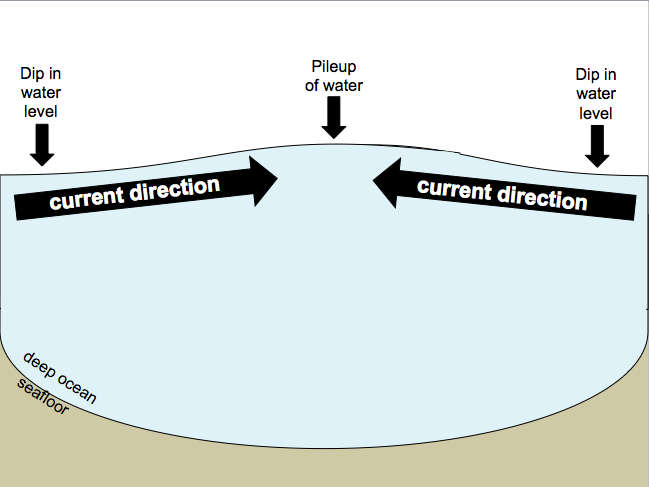 Dip in
water
level
Pileup
of water
Dip in
water
level
current direction
current direction
deep ocean
seafloor